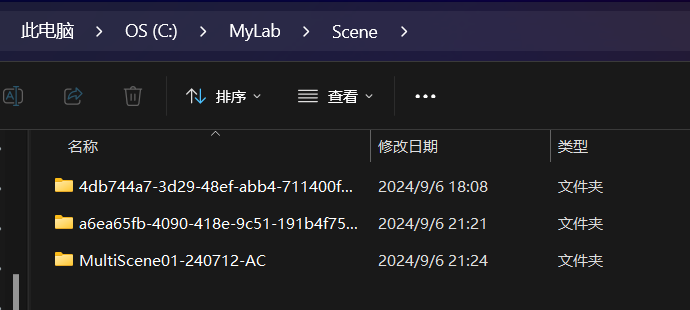 此电脑 > OS (C:) > MyLab > Scene >
排序 查看 ...
名称 修改日期 类型
4db744a7-3d29-48ef-abb4-711400f... 2024/9/6 18:08 文件夹
a6ea65fb-4090-418e-9c51-191b4f75... 2024/9/6 21:21 文件夹
MultiScene01-240712-AC 2024/9/6 21:24 文件夹